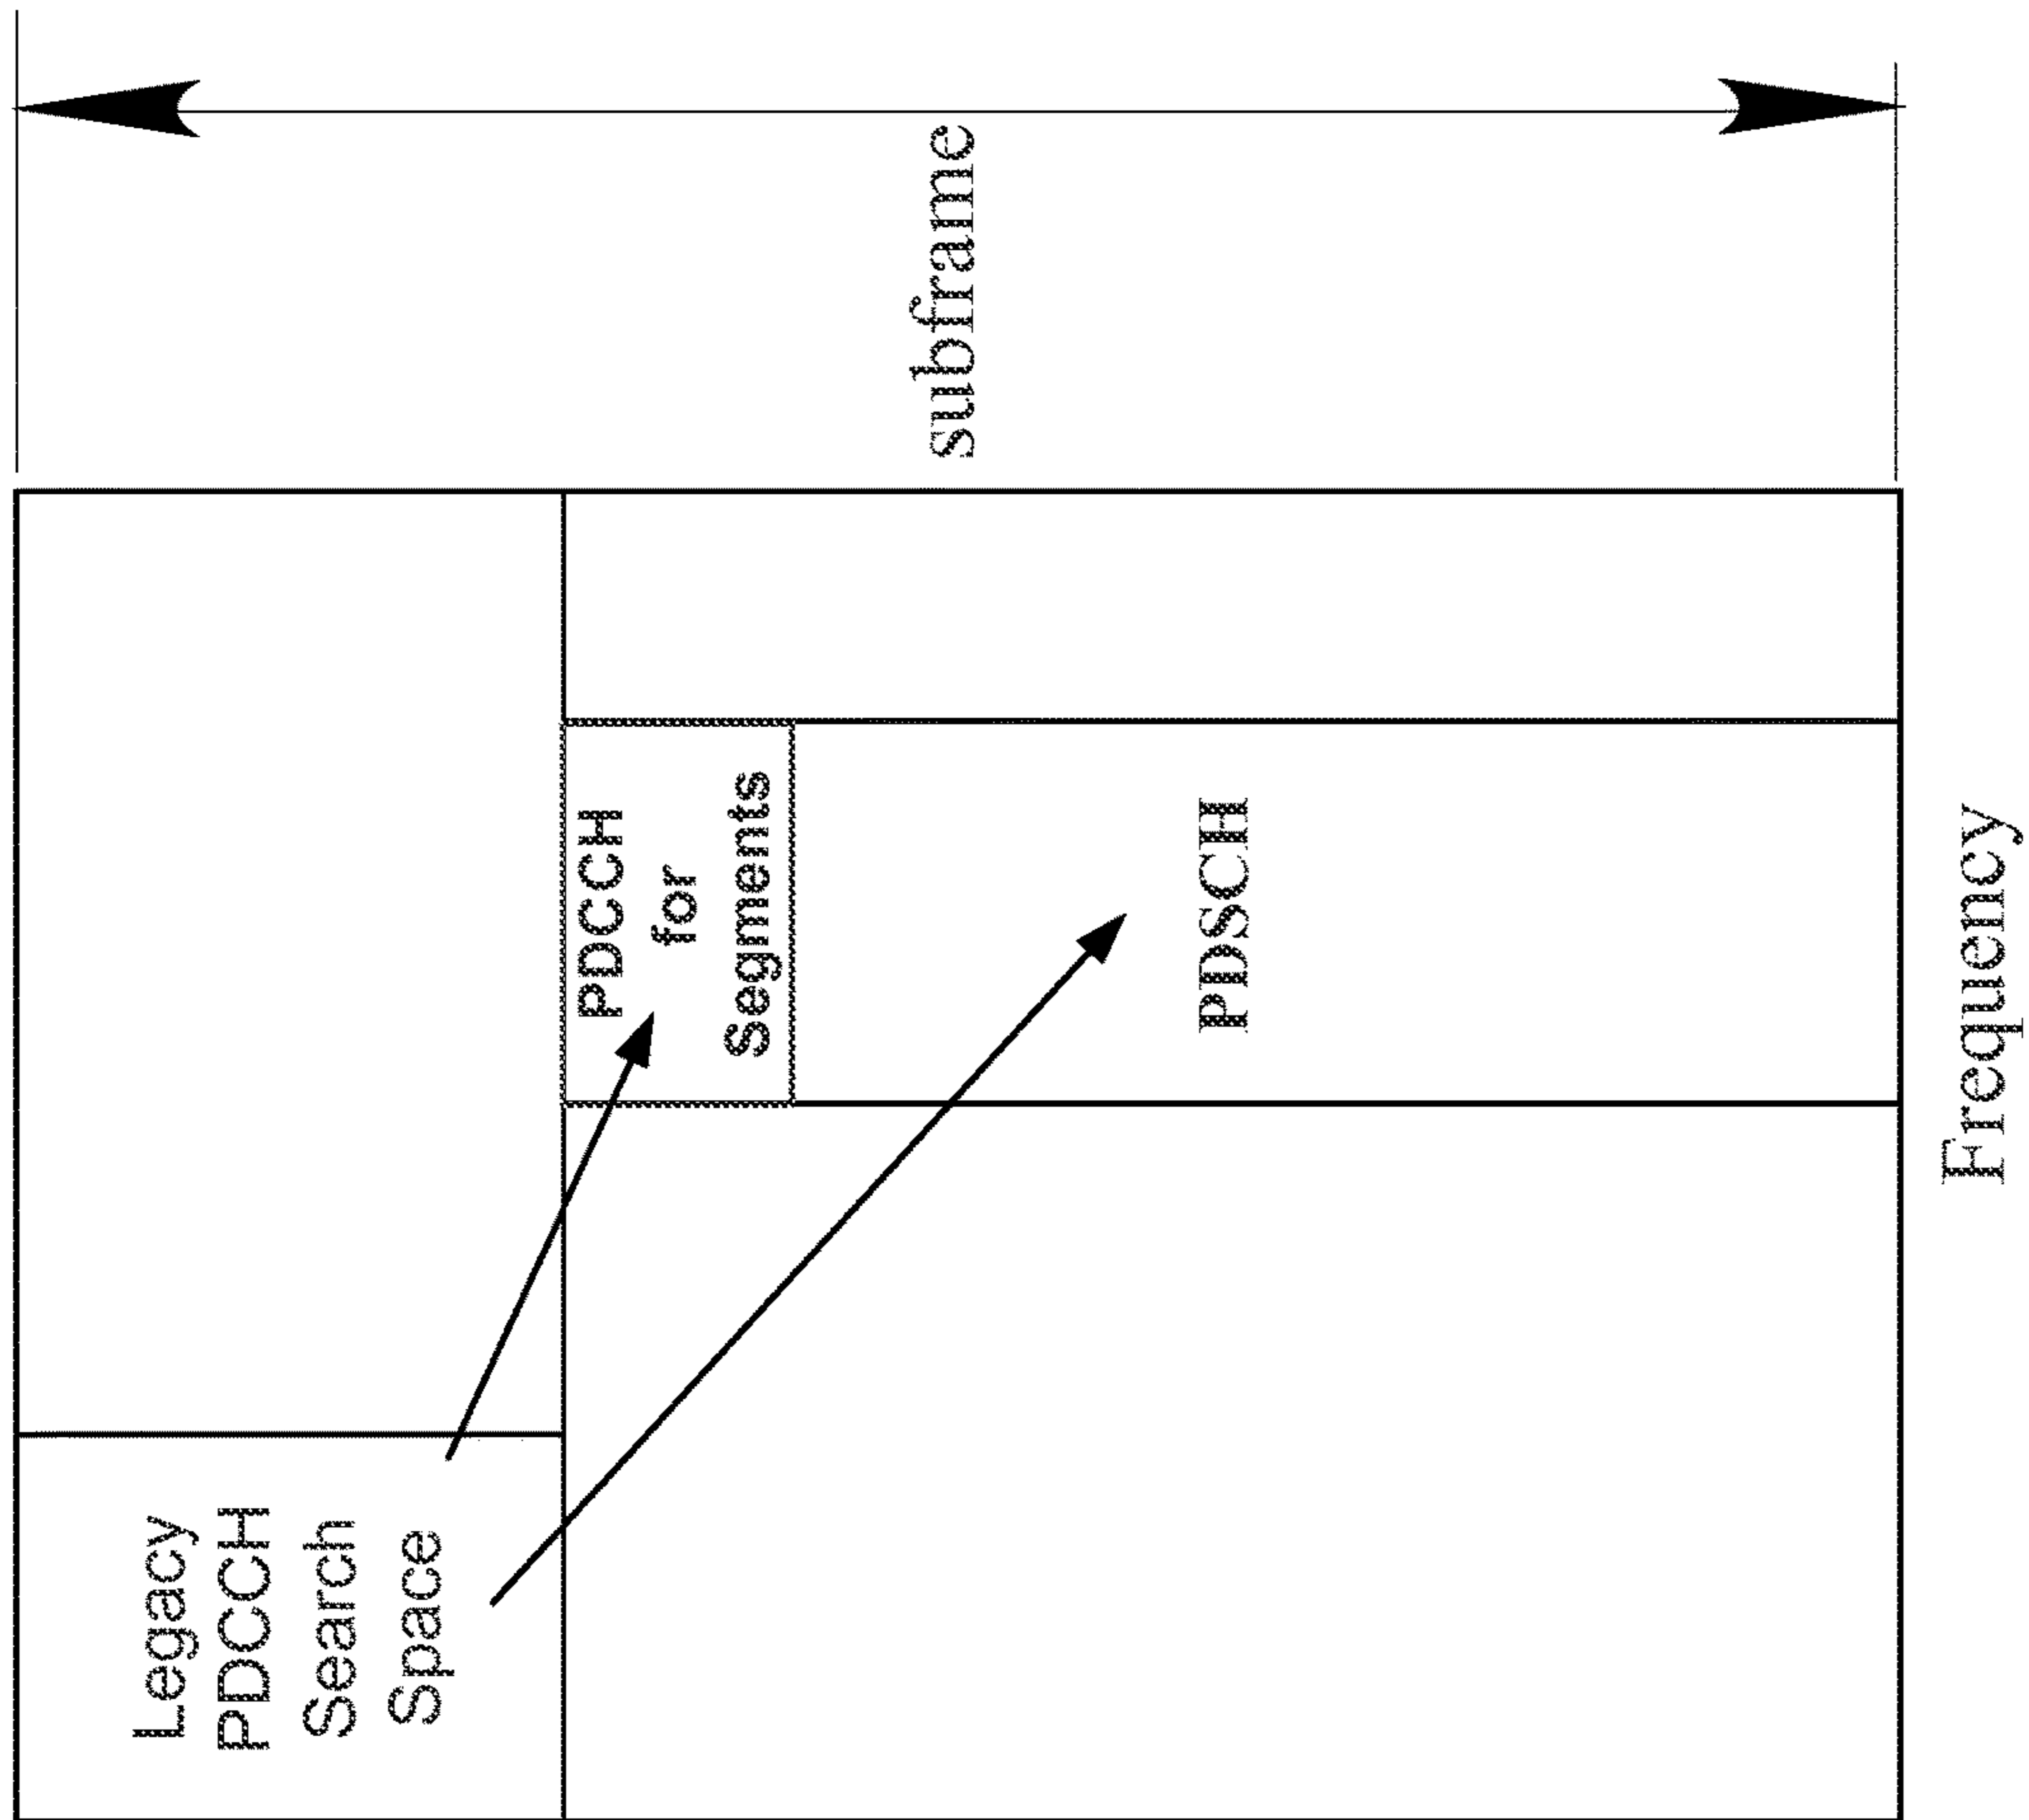 subframe
Legacy
PDCCH
Search
Space
PDCCH
for
Segments
PDSCH
Frequency